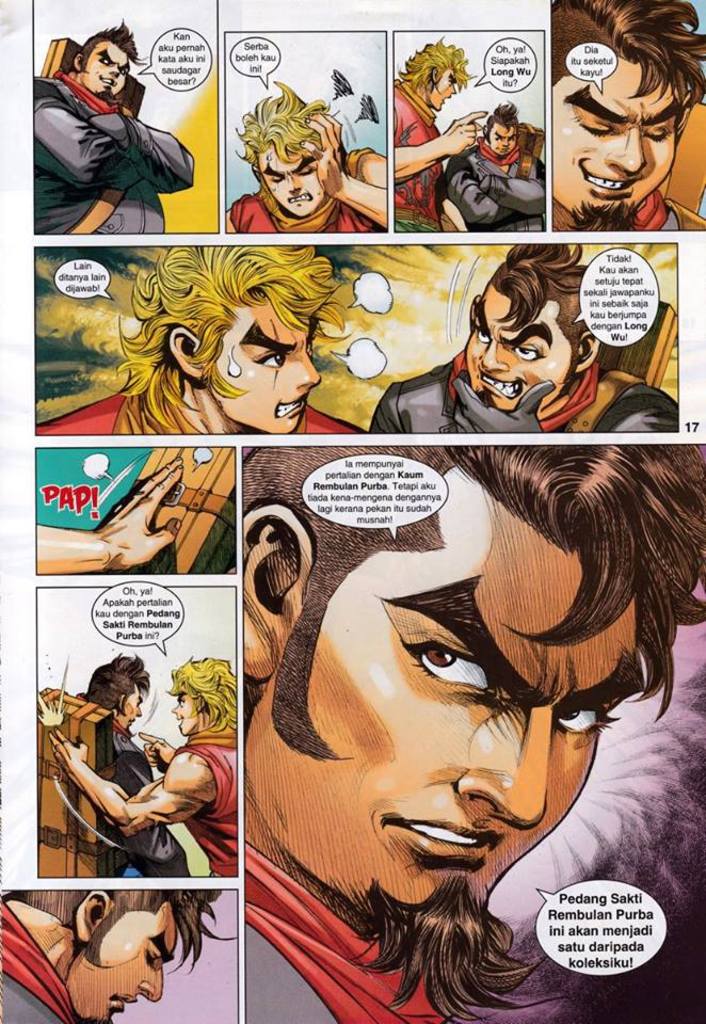 Kan
aku pernah
kata aku ini
saudagar
besar?
Serba
boleh kau
ini!
Oh, ya!
Siapakah
Long Wu
itu?
Dia
itu seketul
kayu!
Lain
ditanya lain
dijawab!
Tidak!
Kau akan
setuju tepat
sekali jawapanku
ini sebaik saja
kau berjumpa
dengan Long
Wu!
17
PAP!
Oh, ya!
Apakah pertalian
kau dengan Pedang
Sakti Rembulan
Purba ini?
Ia mempunyai
pertalian dengan Kaum
Rembulan Purba. Tetapi aku
tiada kena-mengena dengannya
lagi kerana pekan itu sudah
musnah!
Pedang Sakti
Rembulan Purba
ini akan menjadi
satu daripada
koleksiku!